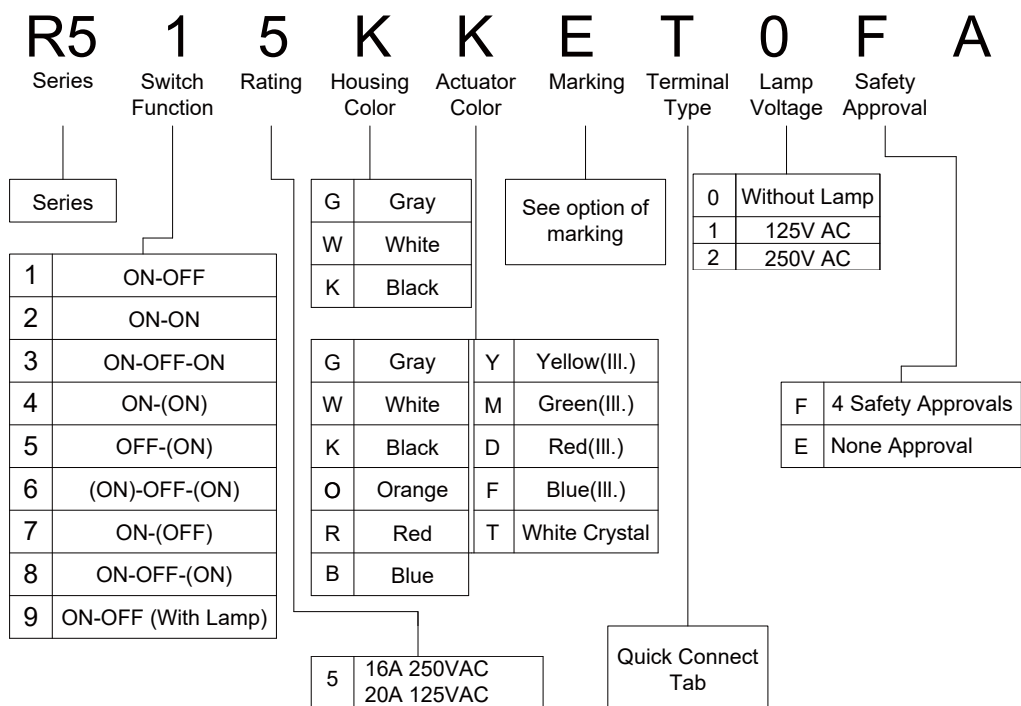 R5 1 5 K K E T 0 F A
Series Switch Function Rating Housing Color Actuator Color Marking Terminal Type Lamp Voltage Safety Approval
Series
G Gray
W White
K Black
See option of
marking
0 Without Lamp
1 125V AC
2 250V AC
1 ON-OFF
2 ON-ON
3 ON-OFF-ON
4 ON-(ON)
5 OFF-(ON)
6 (ON)-OFF-(ON)
7 ON-(OFF)
8 ON-OFF-(ON)
9 ON-OFF (With Lamp)
G Gray Y Yellow(Ill.)
W White M Green(Ill.)
K Black D Red(Ill.)
O Orange F Blue(Ill.)
R Red T White Crystal
B Blue
F 4 Safety Approvals
E None Approval
5 16A 250VAC
20A 125VAC
Quick Connect
Tab